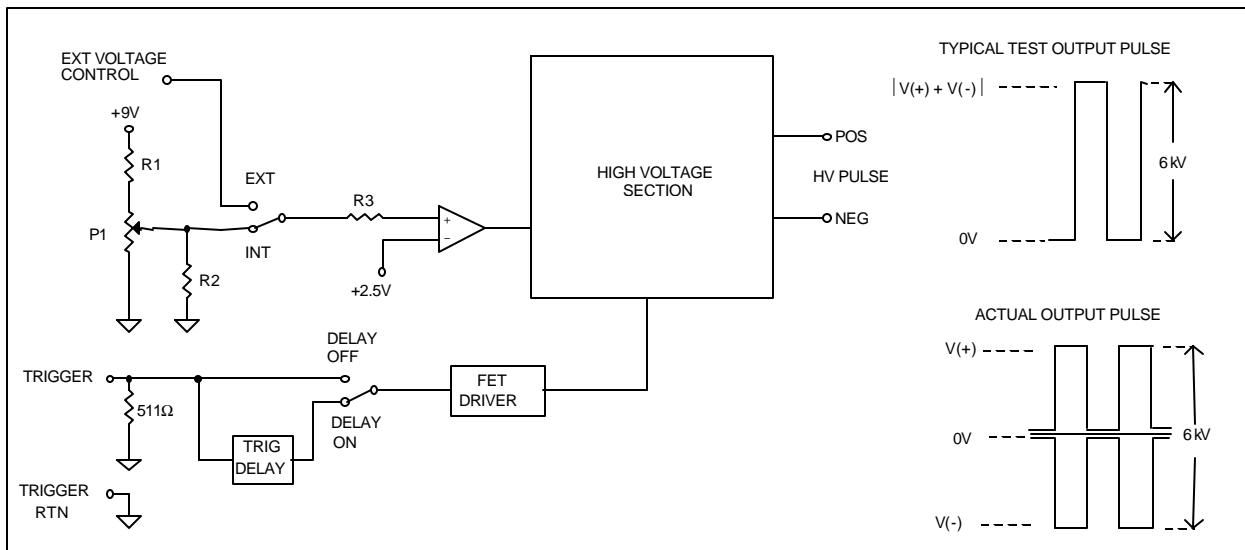 EXT VOLTAGE
CONTROL
+9V
R1
P1
R2
EXT
INT
R3
+
−
+2.5V
HIGH VOLTAGE
SECTION
POS
HV PULSE
NEG
TRIGGER
511Ω
TRIG
DELAY
DELAY
OFF
DELAY
ON
FET
DRIVER
TRIGGER
RTN
TYPICAL TEST OUTPUT PULSE
| V(+) + V(-) |
6 kV
0V
ACTUAL OUTPUT PULSE
V(+)
0V
6 kV
V(-)